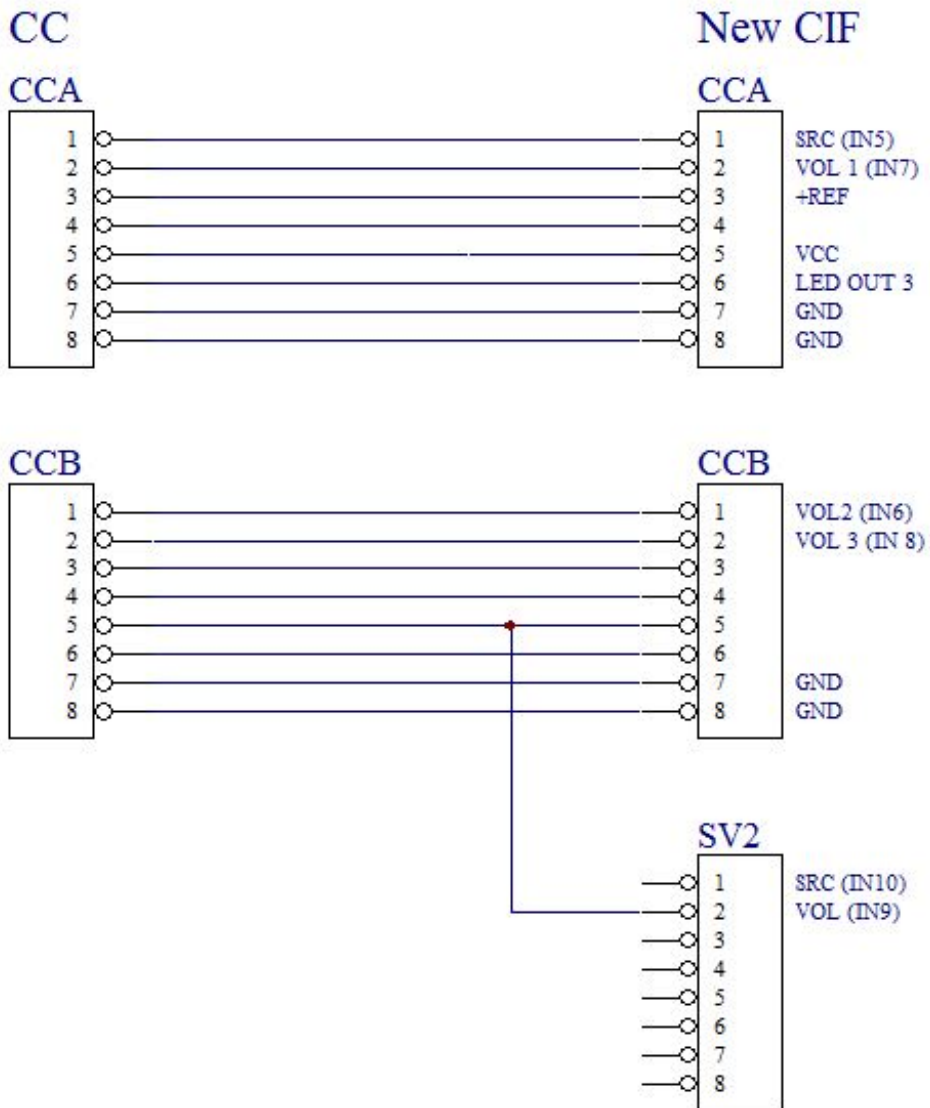 CC
New CIF
CCA
CCA
1 1 SRC (IN5)
2 2 VOL 1 (IN7)
3 3 +REF
4 4
5 5 VCC
6 6 LED OUT 3
7 7 GND
8 8 GND
CCB
CCB
1 1 VOL2 (IN6)
2 2 VOL 3 (IN 8)
3 3
4 4
5 5
6 6
7 7 GND
8 8 GND
SV2
1 SRC (IN10)
2 VOL (IN9)
3
4
5
6
7
8